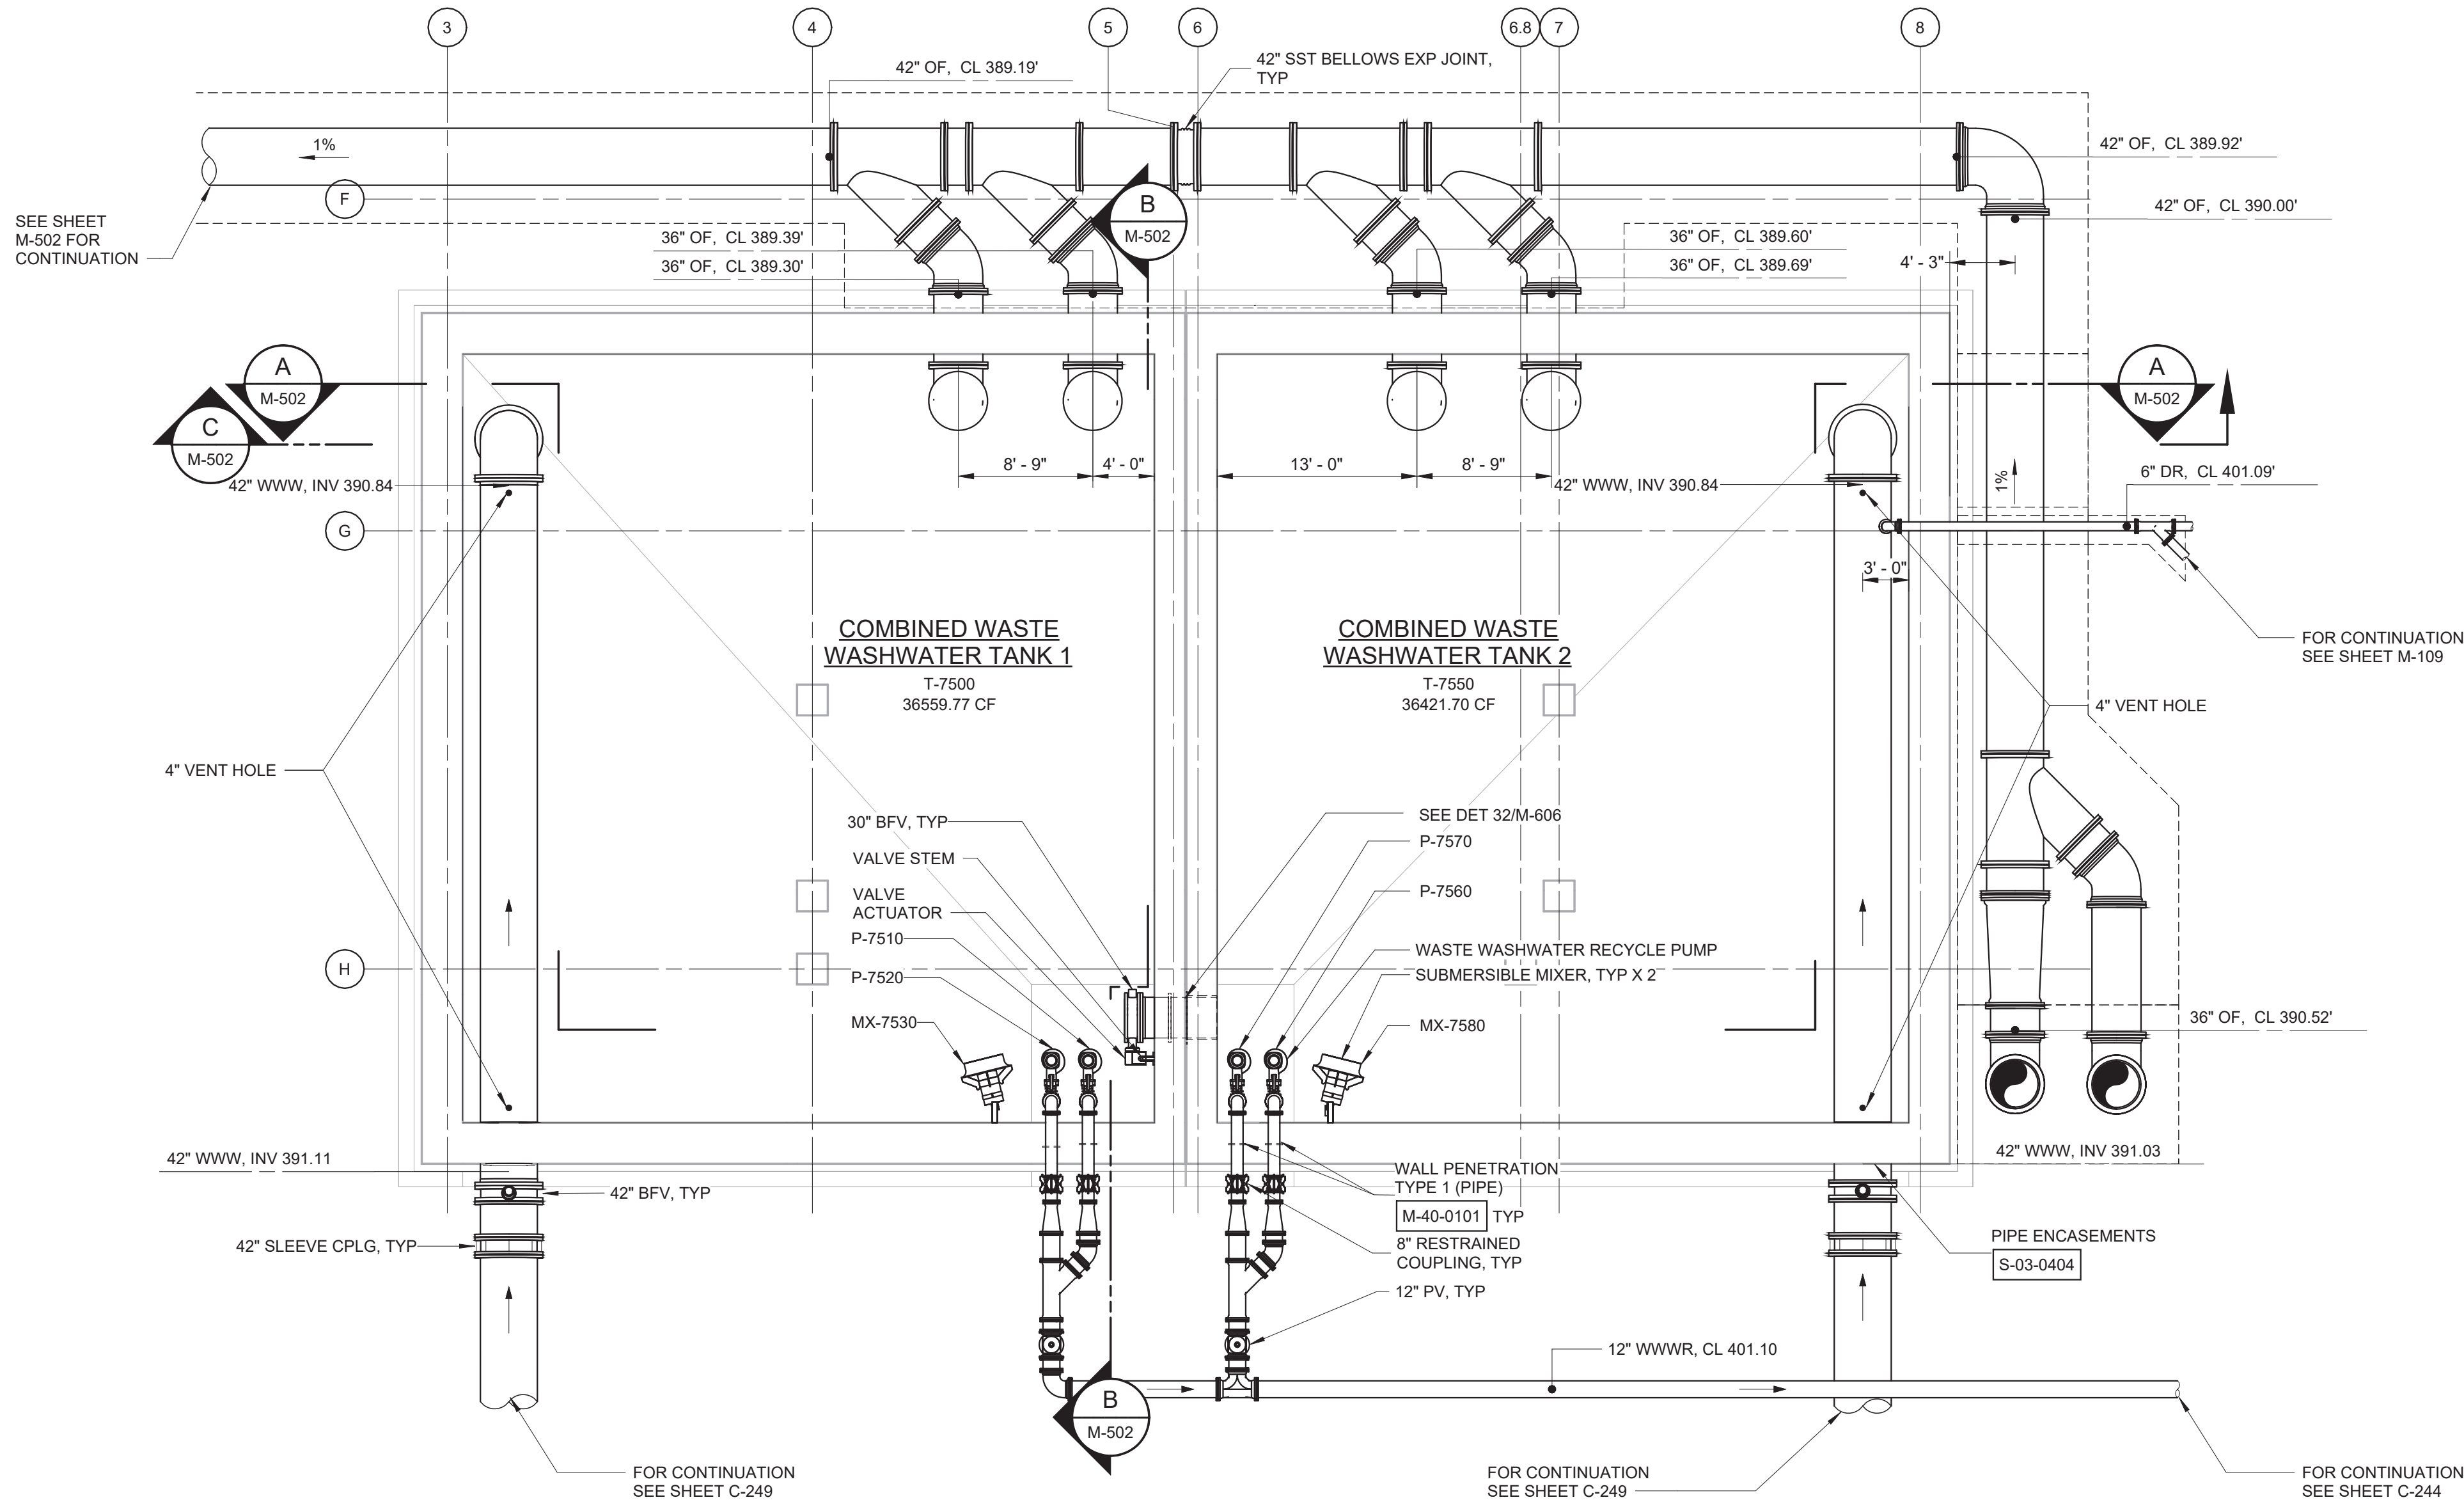 3
4
5
6
6.8
7
8
42" OF, CL 389.19'
42" SST BELLOWS EXP JOINT,
TYP
1%
42" OF, CL 389.92'
F
B
M-502
42" OF, CL 390.00'
SEE SHEET
M-502 FOR
CONTINUATION
36" OF, CL 389.39'
36" OF, CL 389.30'
36" OF, CL 389.60'
36" OF, CL 389.69'
4' - 3"
A
M-502
C
M-502
A
M-502
8' - 9"
4' - 0"
13' - 0"
8' - 9"
42" WWW, INV 390.84
42" WWW, INV 390.84
1%
6" DR, CL 401.09'
G
3' - 0"
COMBINED WASTE
WASHWATER TANK 1
T-7500
36559.77 CF
COMBINED WASTE
WASHWATER TANK 2
T-7550
36421.70 CF
FOR CONTINUATION
SEE SHEET M-109
4" VENT HOLE
4" VENT HOLE
30" BFV, TYP
VALVE STEM
VALVE
ACTUATOR
P-7510
P-7520
MX-7530
SEE DET 32/M-606
P-7570
P-7560
WASTE WASHWATER RECYCLE PUMP
SUBMERSIBLE MIXER, TYP X 2
MX-7580
H
36" OF, CL 390.52'
42" WWW, INV 391.11
42" BFV, TYP
42" SLEEVE CPLG, TYP
WALL PENETRATION
TYPE 1 (PIPE)
M-40-0101 TYP
8" RESTRAINED
COUPLING, TYP
12" PV, TYP
42" WWW, INV 391.03
PIPE ENCASEMENTS
S-03-0404
12" WWWR, CL 401.10
B
M-502
FOR CONTINUATION
SEE SHEET C-249
FOR CONTINUATION
SEE SHEET C-249
FOR CONTINUATION
SEE SHEET C-244